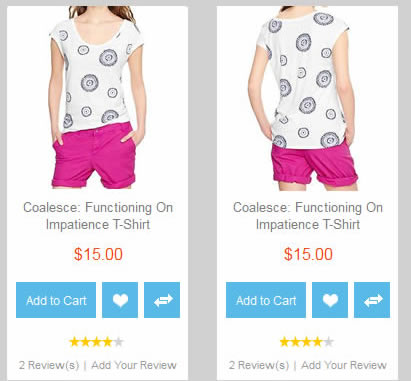 Coalesce: Functioning On
Impatience T-Shirt
$15.00
Add to Cart
2 Review(s) | Add Your Review
Coalesce: Functioning On
Impatience T-Shirt
$15.00
Add to Cart
2 Review(s) | Add Your Review